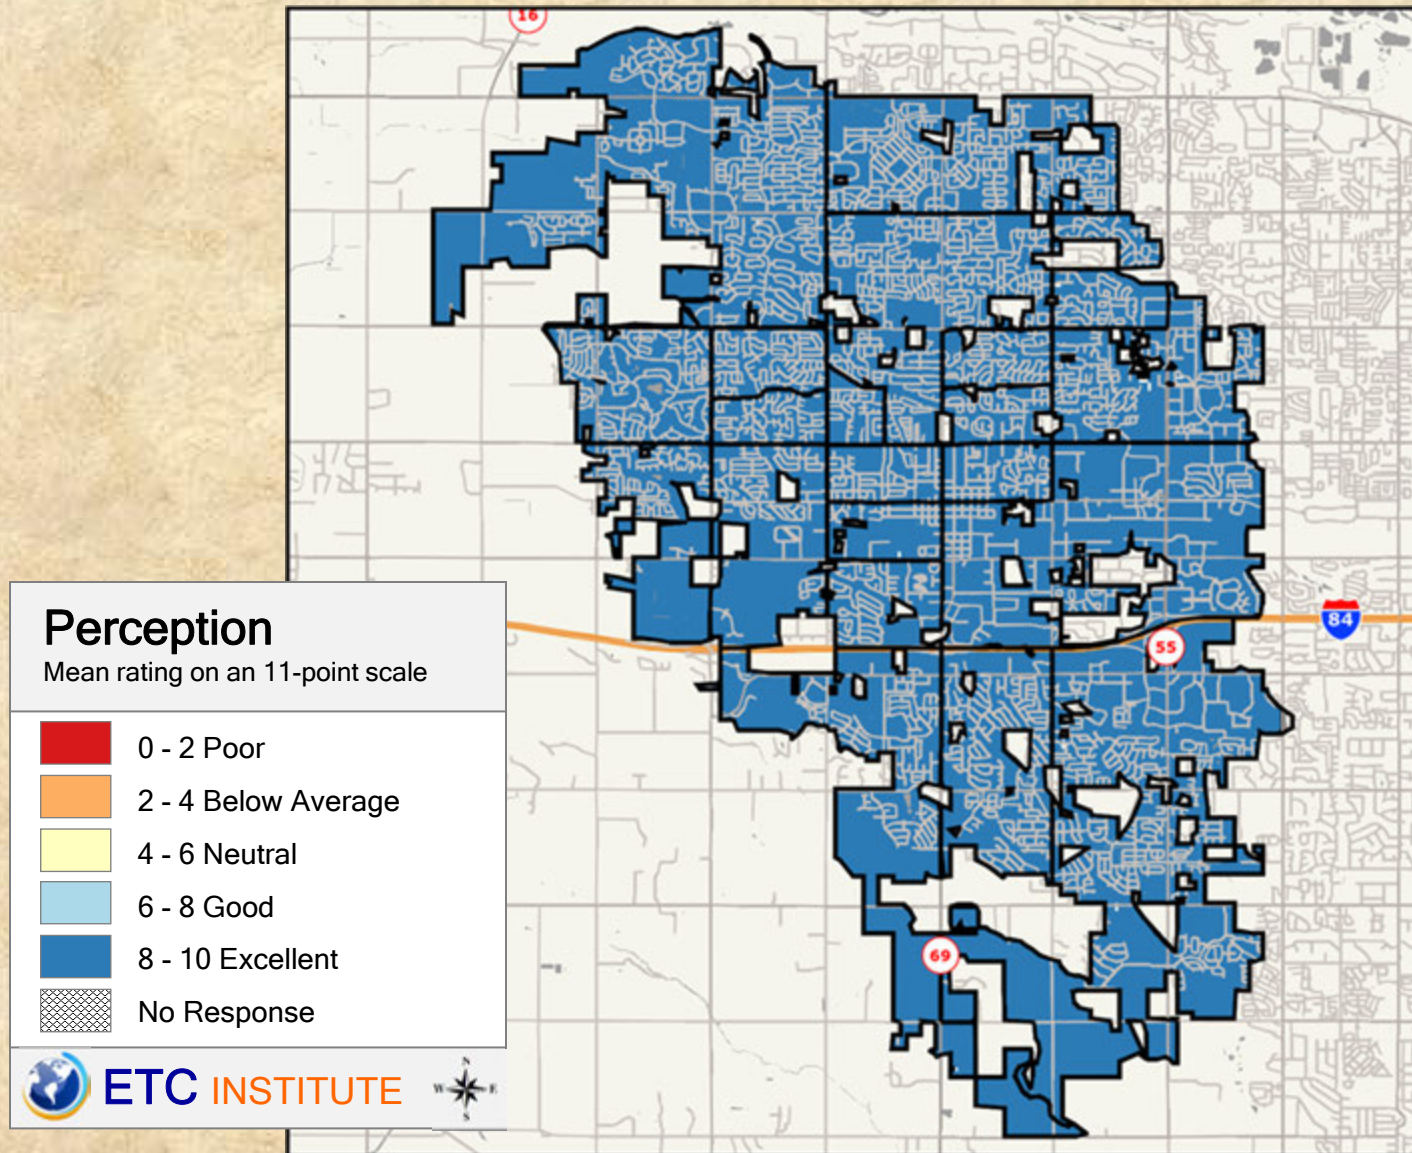 16
84
55
69
Perception
Mean rating on an 11-point scale
0 - 2 Poor
2 - 4 Below Average
4 - 6 Neutral
6 - 8 Good
8 - 10 Excellent
No Response
ETC INSTITUTE
N
W E
S